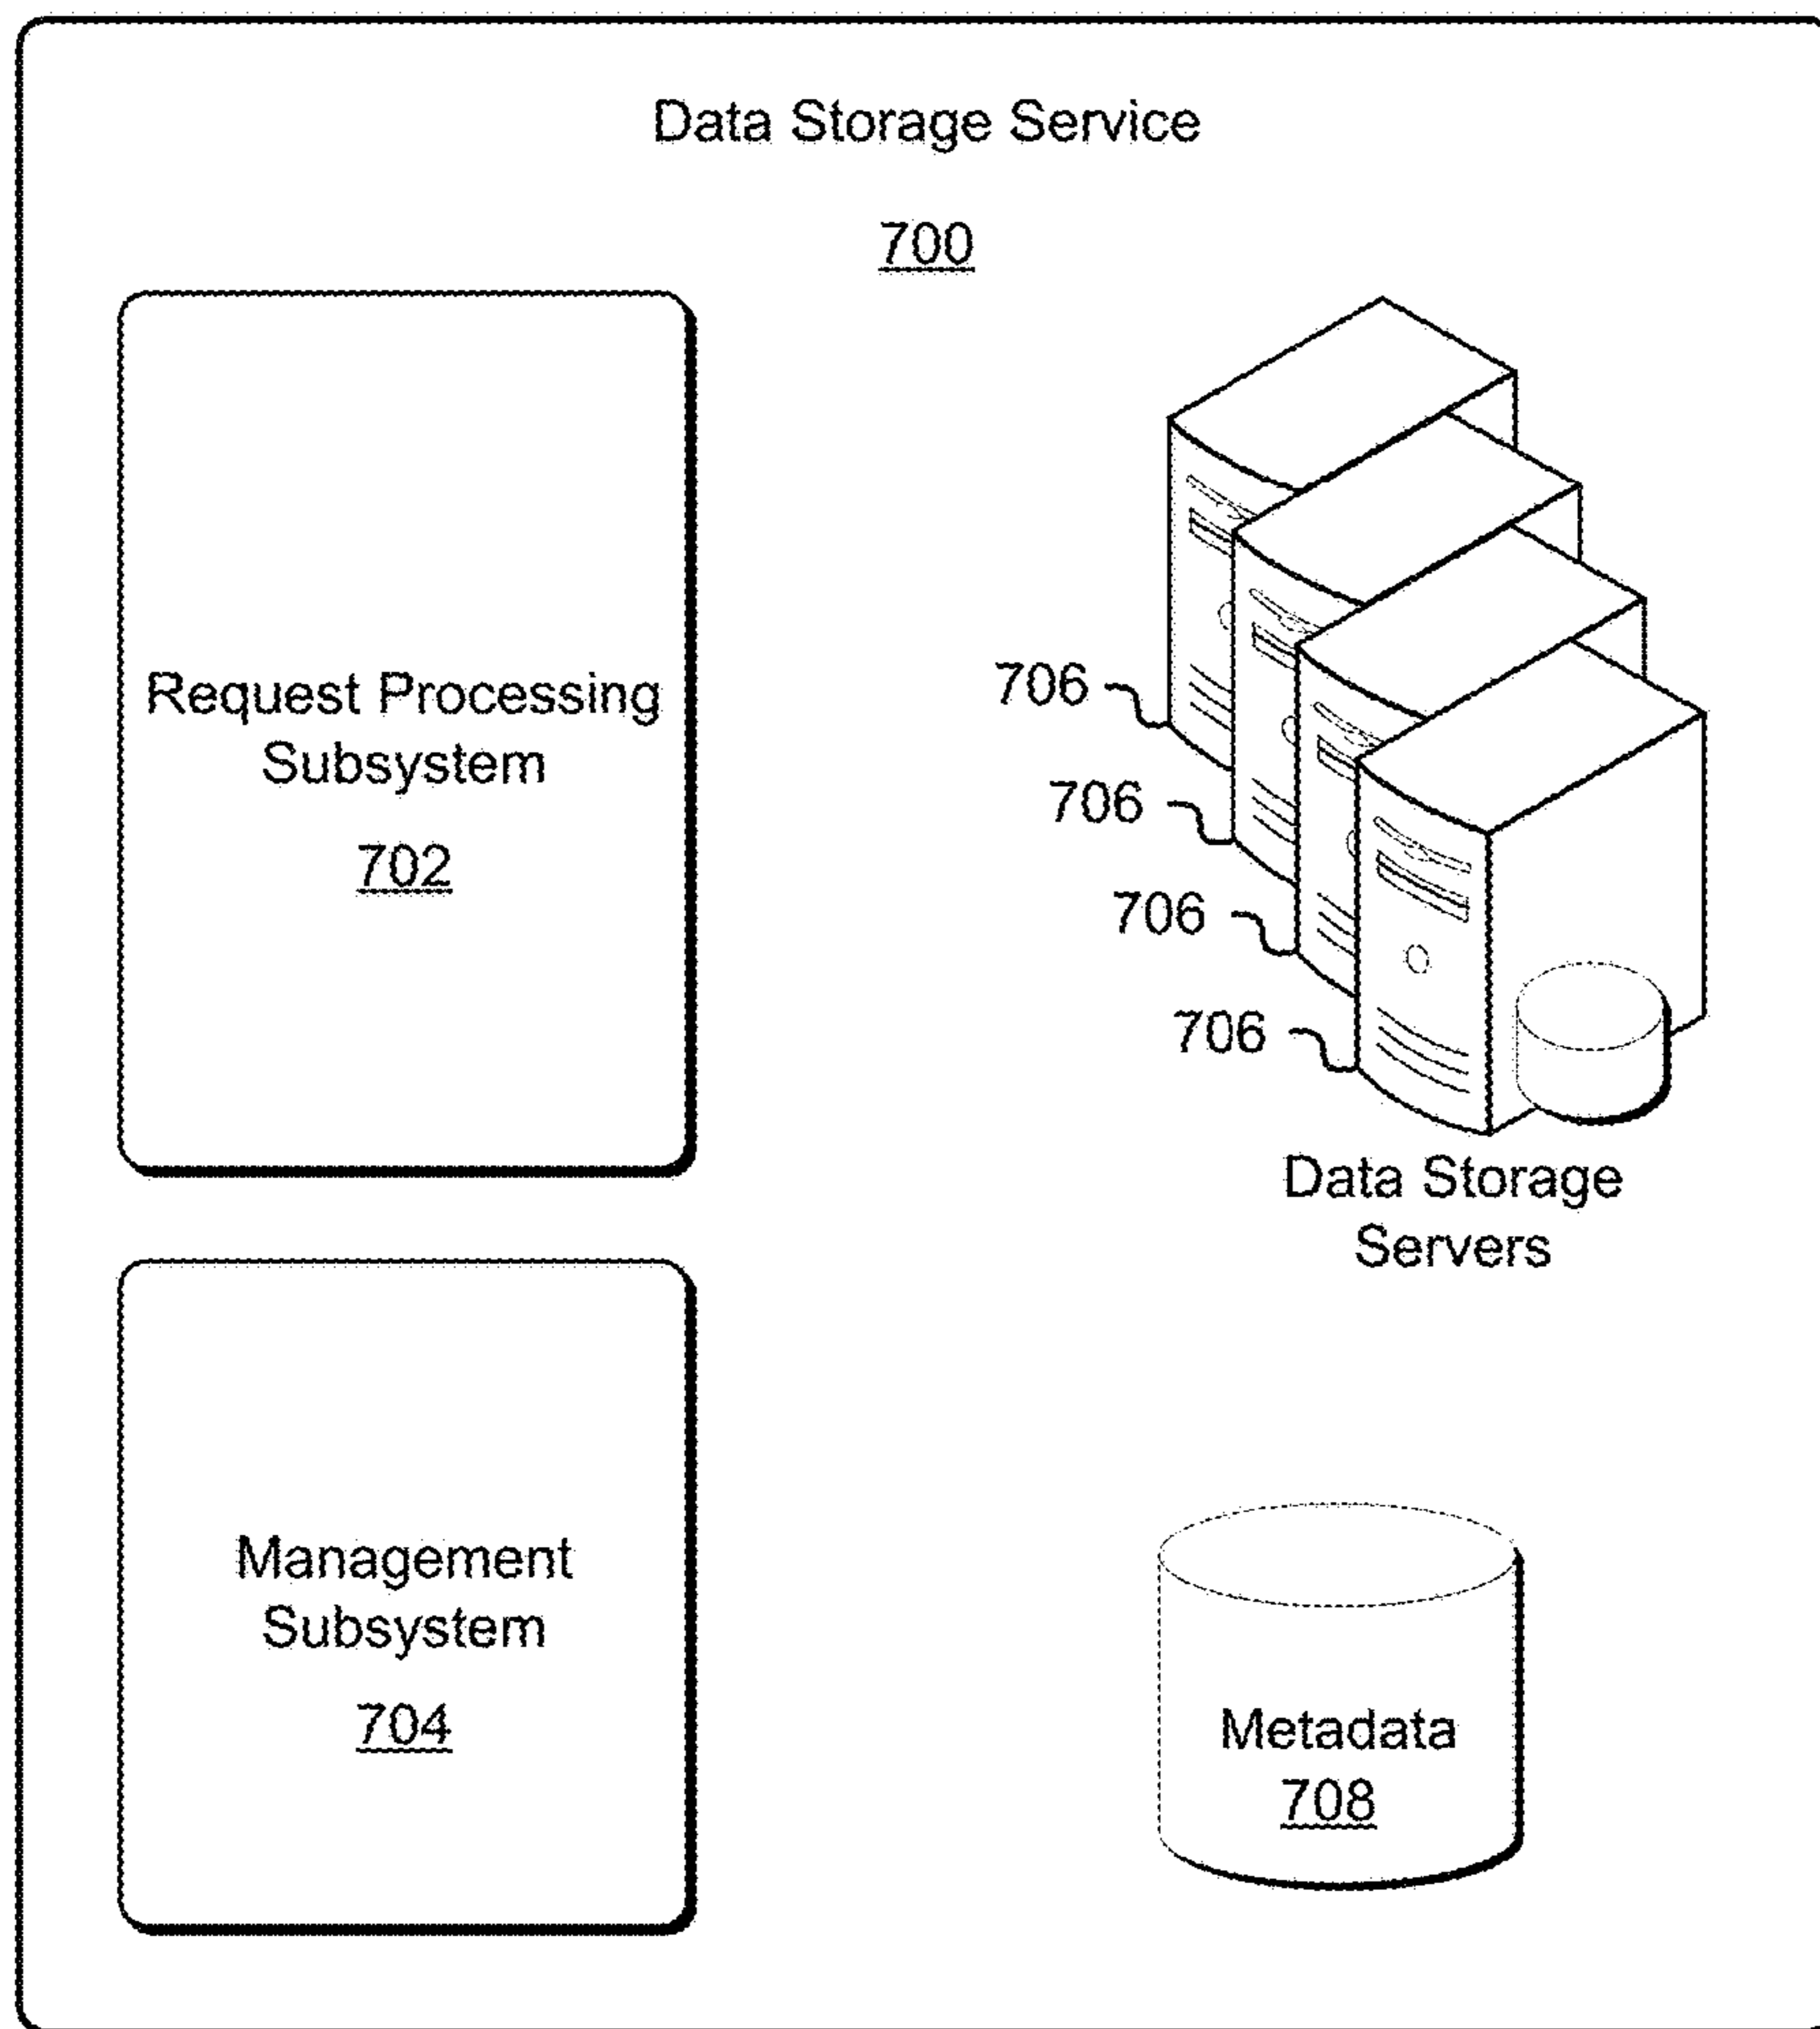 Data Storage Service
700
Request Processing
Subsystem
702
706
706
706
706
Data Storage
Servers
Management
Subsystem
704
Metadata
708